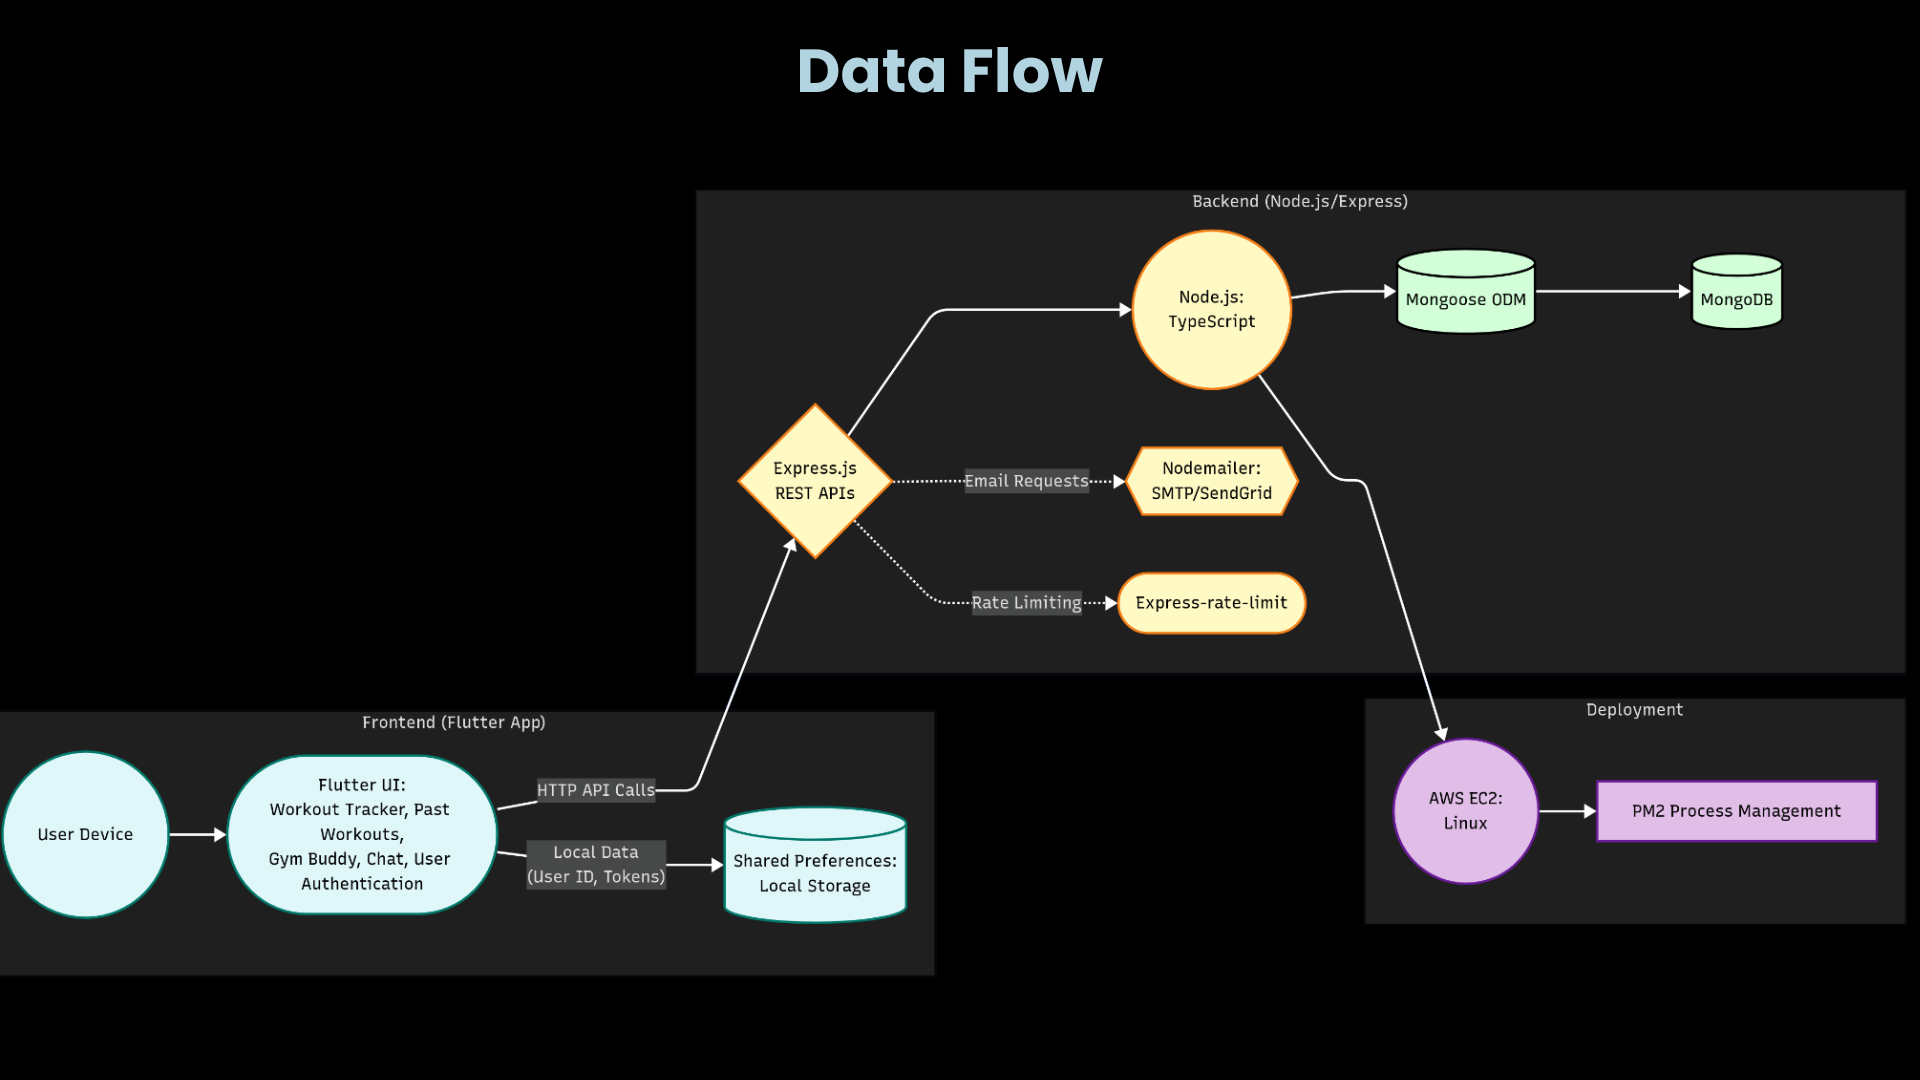 Data Flow
Backend (Node.js/Express)
Node.js:
TypeScript
Mongoose ODM
MongoDB
Express.js
REST APIs
Email Requests
Nodemailer:
SMTP/SendGrid
Rate Limiting
Express-rate-limit
Frontend (Flutter App)
User Device
Flutter UI:
Workout Tracker, Past
Workouts,
Gym Buddy, Chat, User
Authentication
HTTP API Calls
Local Data
(User ID, Tokens)
Shared Preferences:
Local Storage
Deployment
AWS EC2:
Linux
PM2 Process Management